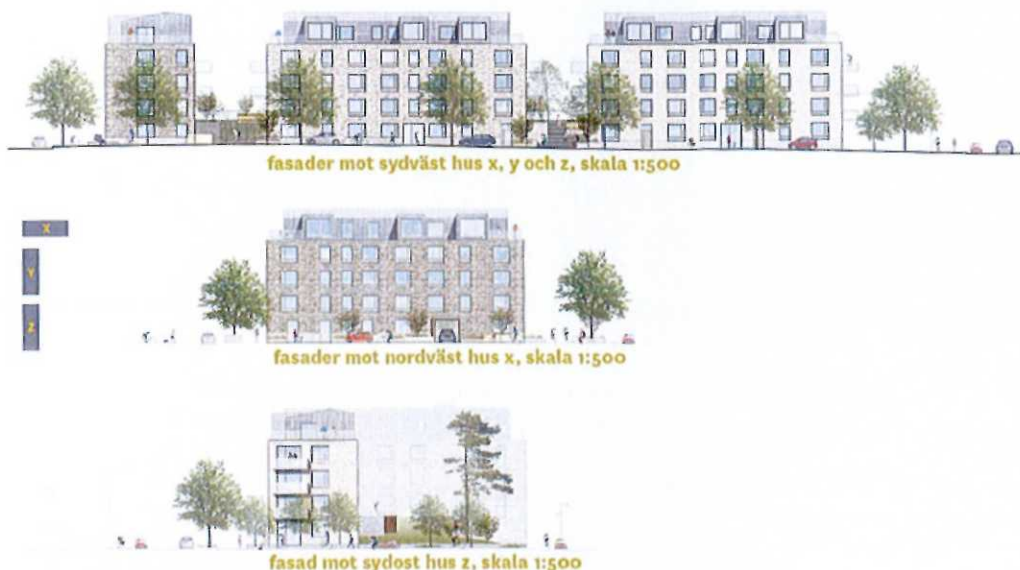 fasader mot sydväst hus x, y och z, skala 1:500
X
Y
Z
fasader mot nordväst hus x, skala 1:500
fasad mot sydost hus z, skala 1:500